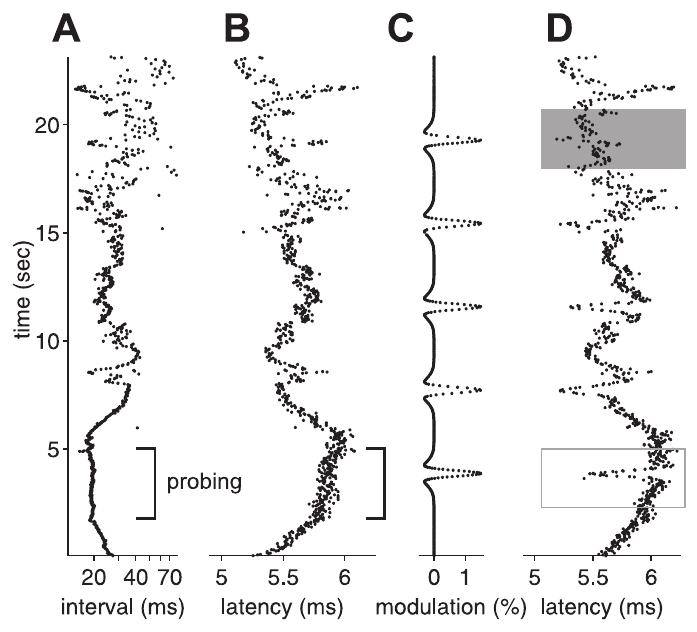 A B C D
20
15
10
5
time (sec)
probing
20 40 70 5 5.5 6 0 1 5 5.5 6
interval (ms) latency (ms) modulation (%) latency (ms)